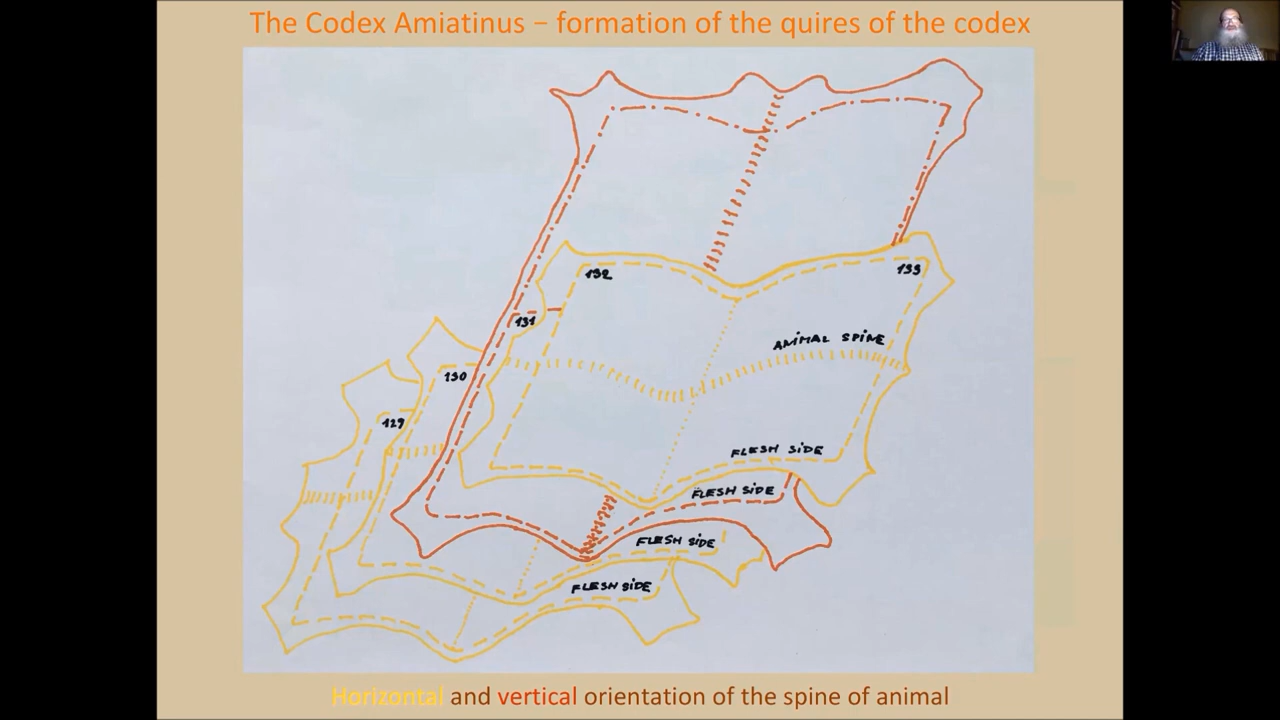 The Codex Amiatinus – formation of the quires of the codex
132
133
131
ANIMAL SPINE
130
129
FLESH SIDE
FLESH SIDE
FLESH SIDE
FLESH SIDE
Horizontal and vertical orientation of the spine of animal